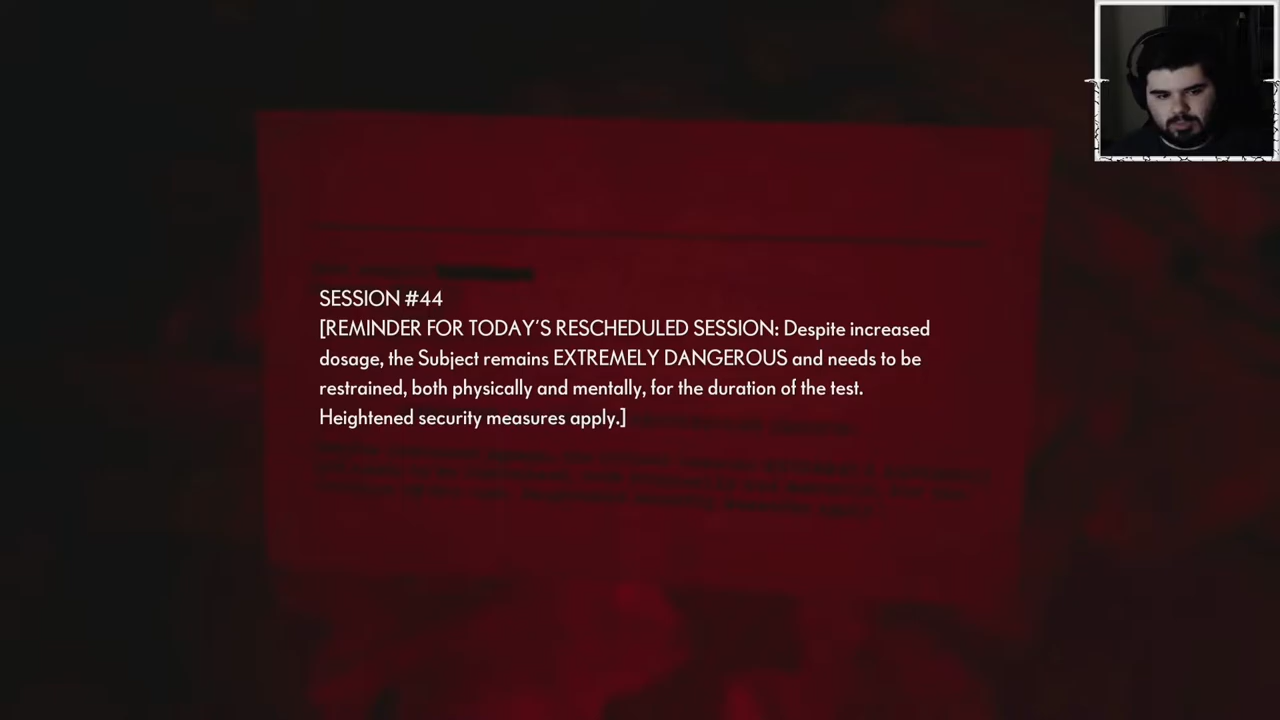 SESSION #44
[REMINDER FOR TODAY'S RESCHEDULED SESSION: Despite increased
dosage, the Subject remains EXTREMELY DANGEROUS and needs to be
restrained, both physically and mentally, for the duration of the test.
Heightened security measures apply.]